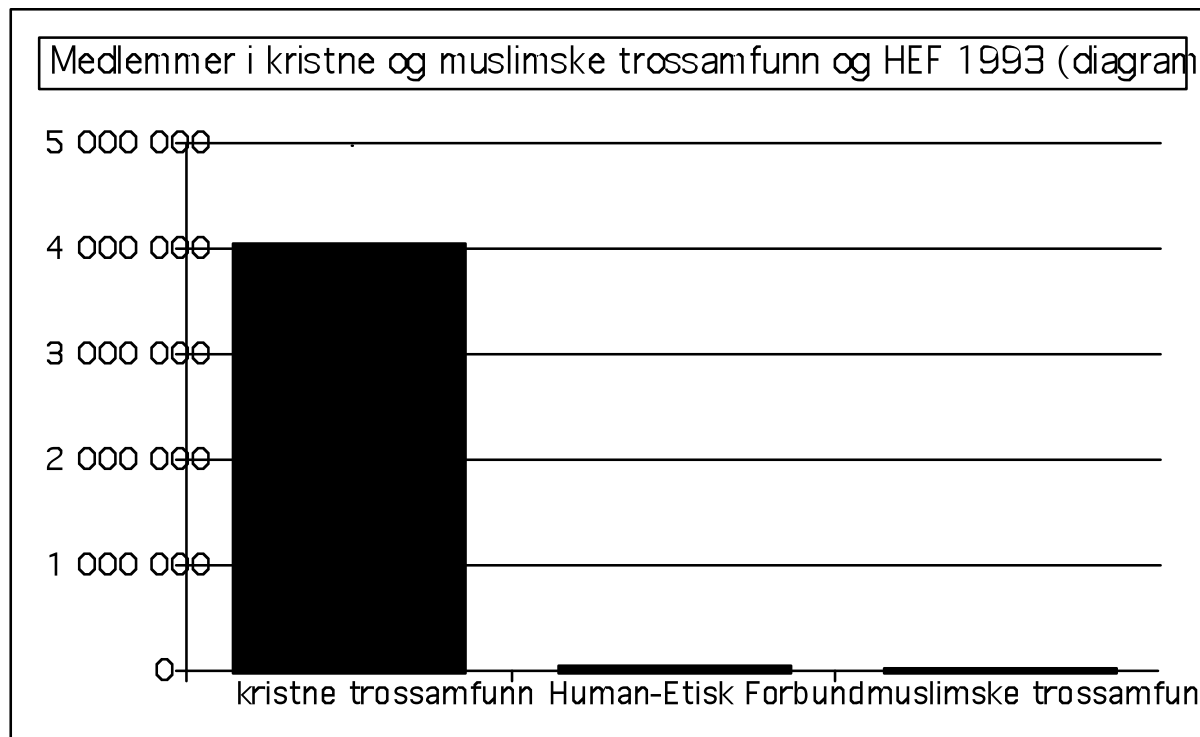 Medlemmer i kristne og muslimske trossamfunn og HEF 1993 (diagram
5 000 000
4 000 000
3 000 000
2 000 000
1 000 000
0
kristne trossamfunn Human-Etisk Forbund muslimske trossamfun